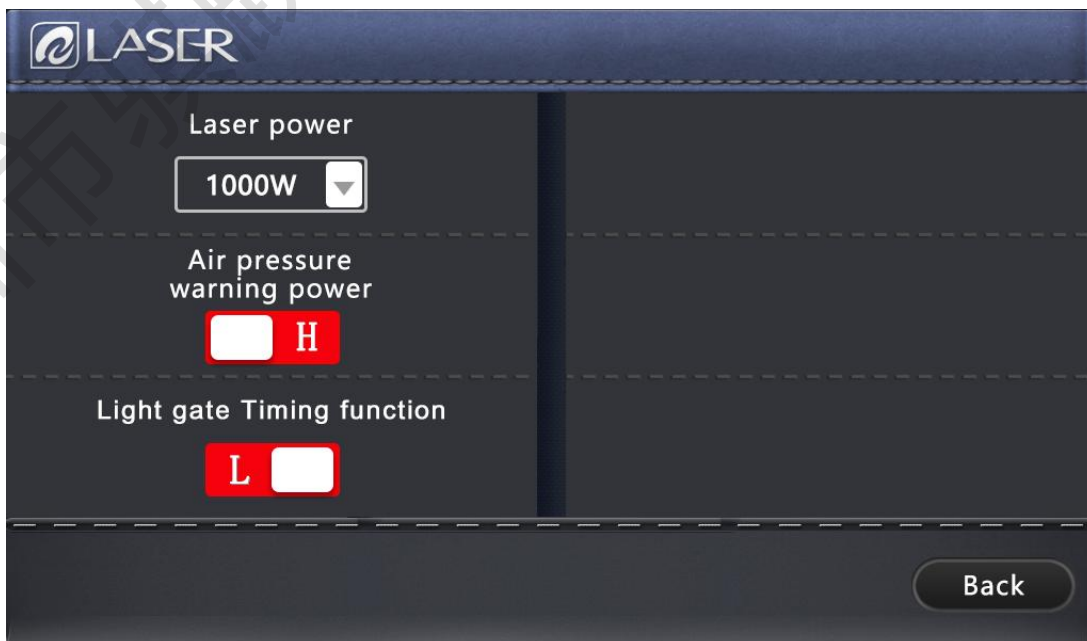 LASER
Laser power
1000W
Air pressure
warning power
H
Light gate Timing function
L
Back